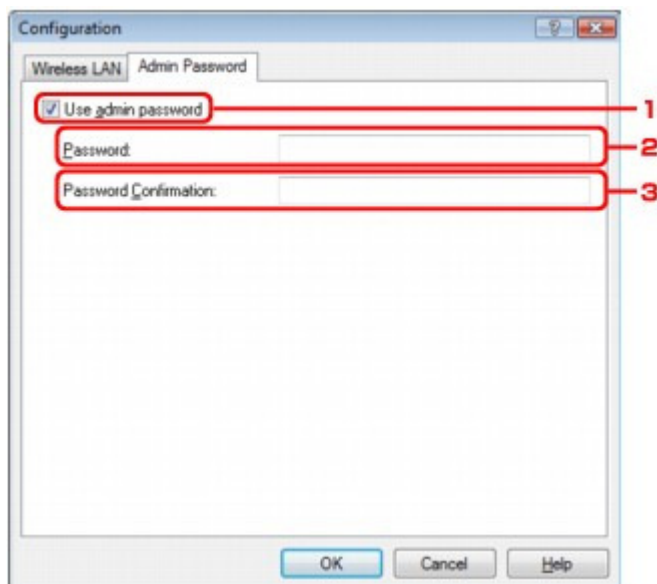 Configuration
Wireless LAN Admin Password
Use admin password 1
Password: 2
Password Confirmation: 3
OK Cancel Help